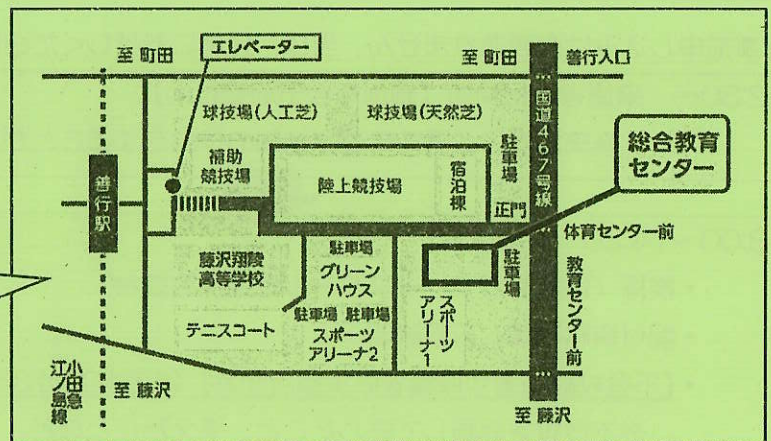 至 町田
エレベーター
至 町田
善行入口
球技場(人工芝)
球技場(天然芝)
国道467号線
補助
競技場
陸上競技場
宿泊棟
駐車場
正門
総合教育
センター
善行駅
体育センター前
藤沢翔陵
高等学校
駐車場
グリーン
ハウス
駐車場
教育センター前
テニスコート
駐車場 駐車場
スポーツ
アリーナ2
スポーツ
アリーナ1
小田急
江ノ島線
至 藤沢
至 藤沢